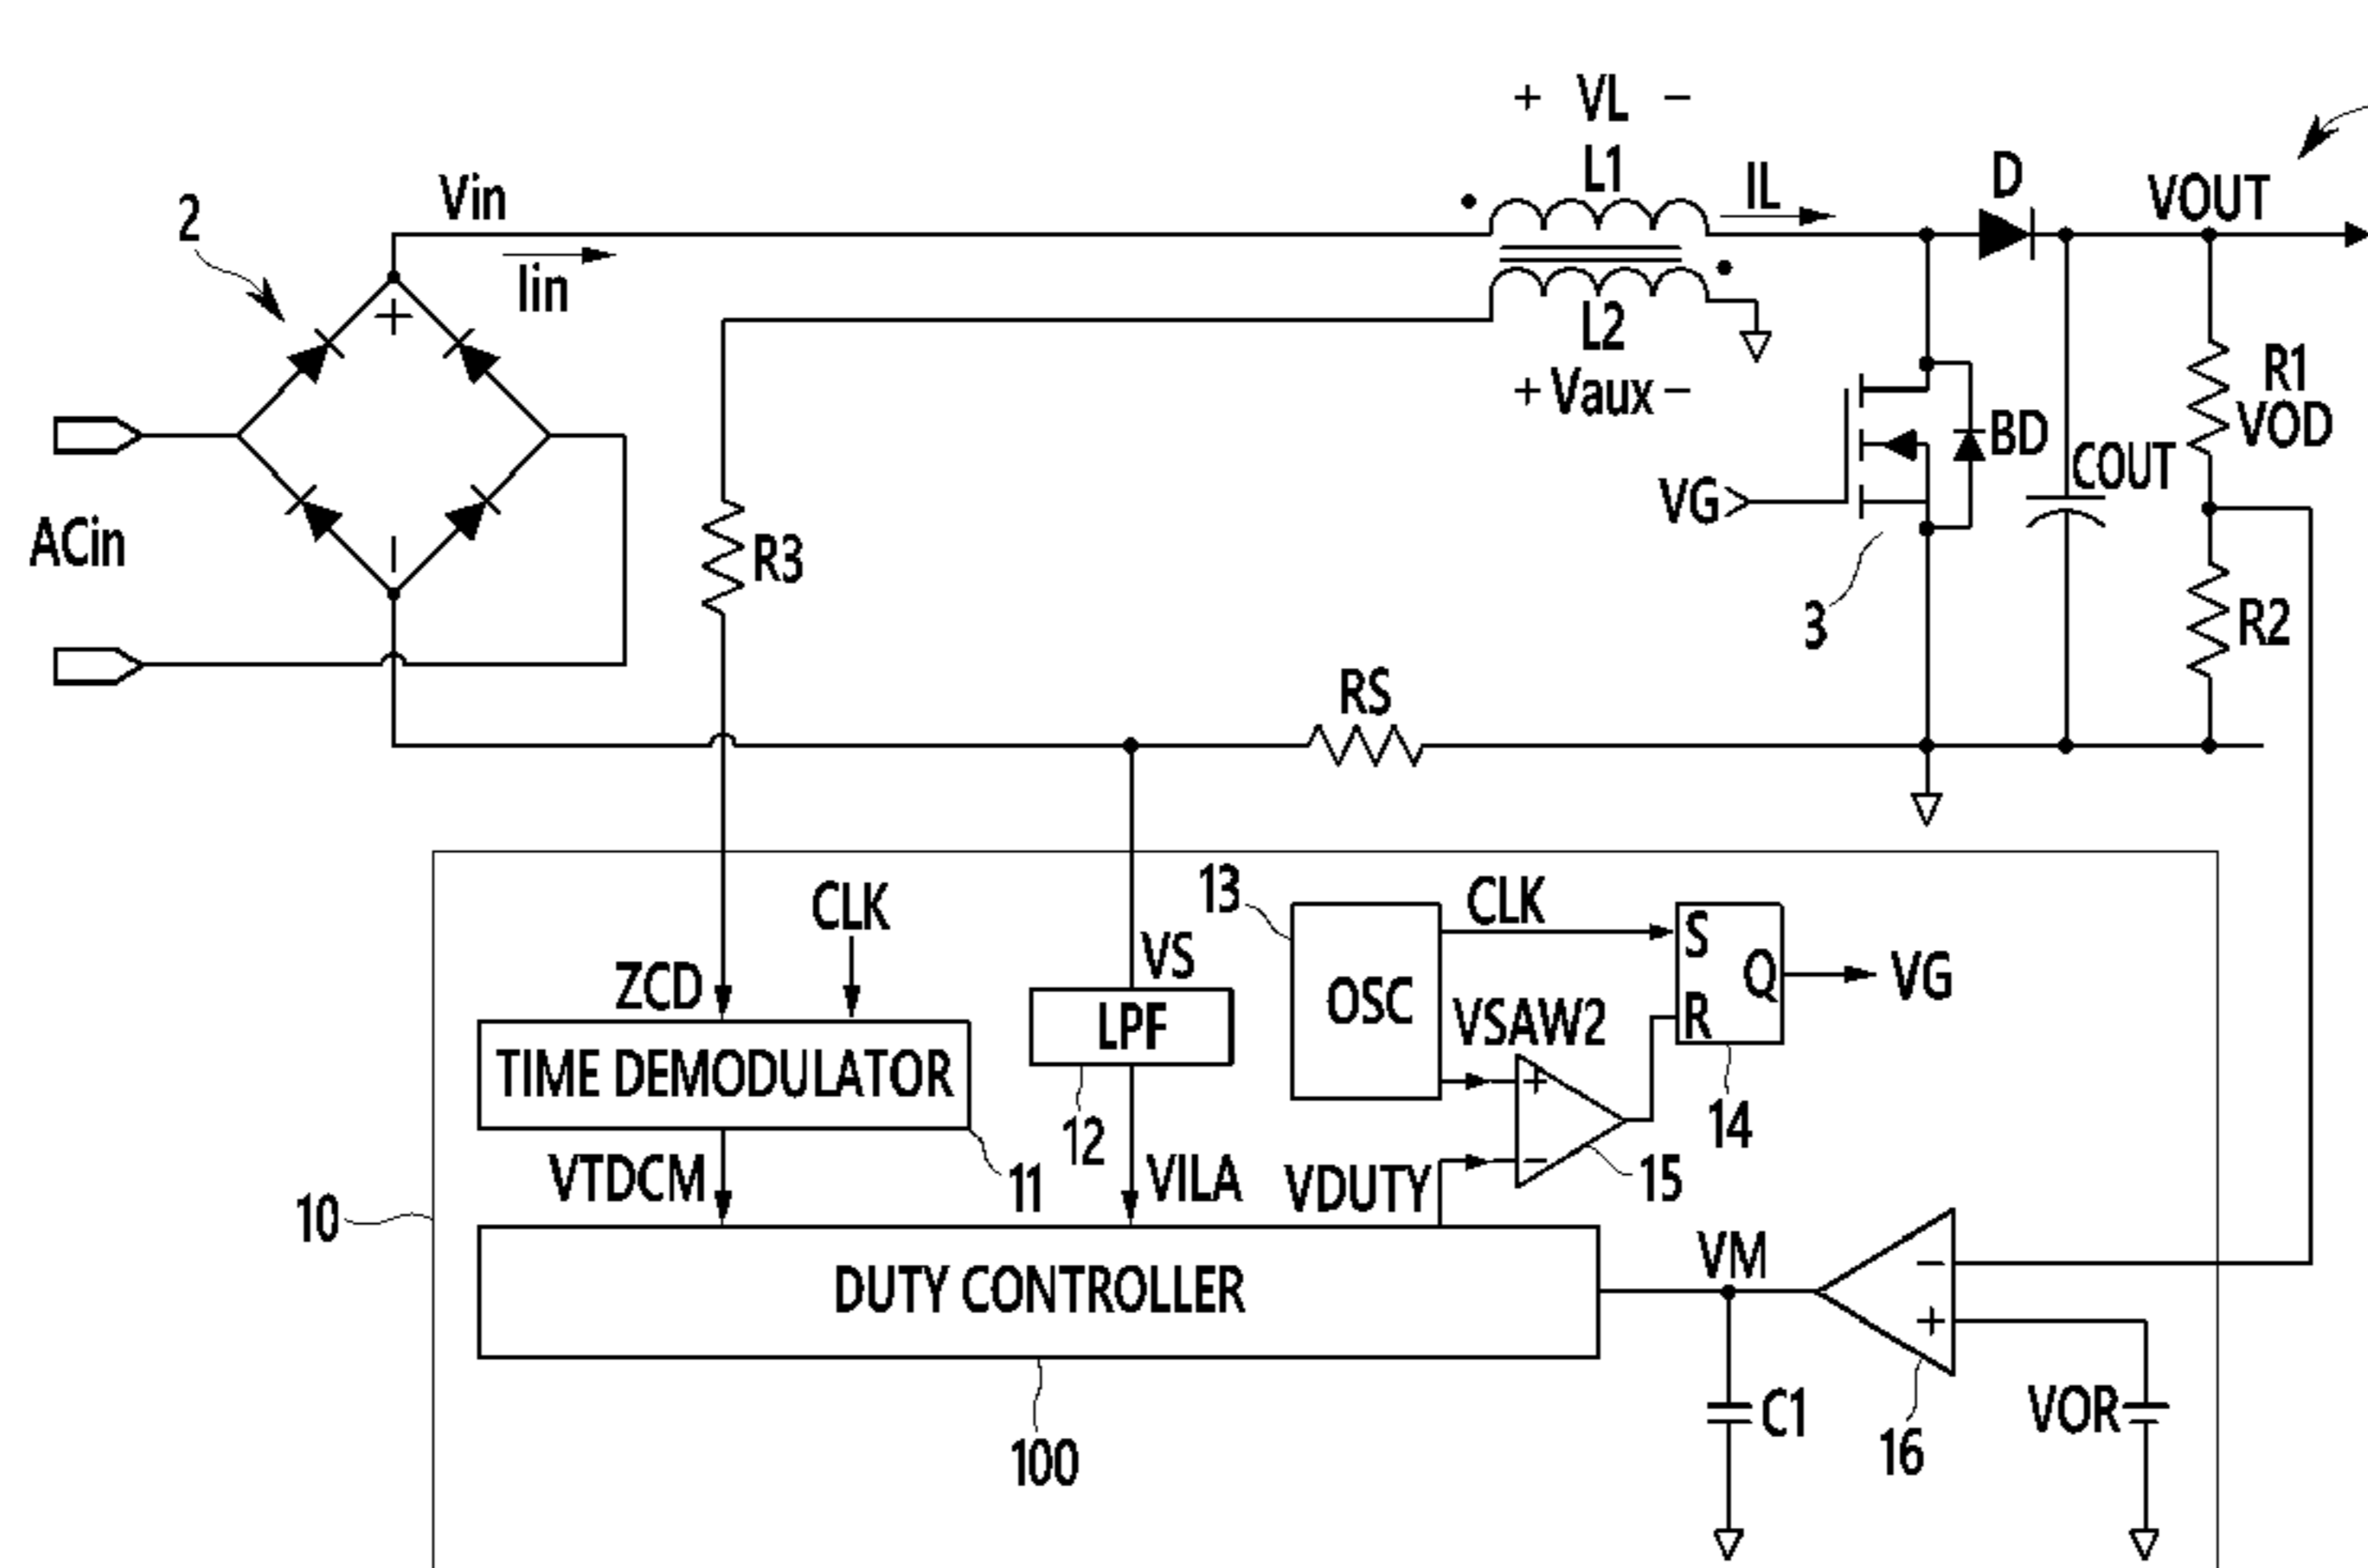 + VL −
L1
IL
D
VOUT
Vin
Iin
2
+
−
ACin
L2
+ Vaux −
R3
VG
BD
3
COUT
R1
VOD
R2
RS
13
CLK
CLK
ZCD
VS
OSC
S
R
Q
VG
VSAW2
TIME DEMODULATOR
LPF
+
−
14
12
15
VTDCM
11
VILA
VDUTY
10
DUTY CONTROLLER
VM
−
+
C1
VOR
16
100